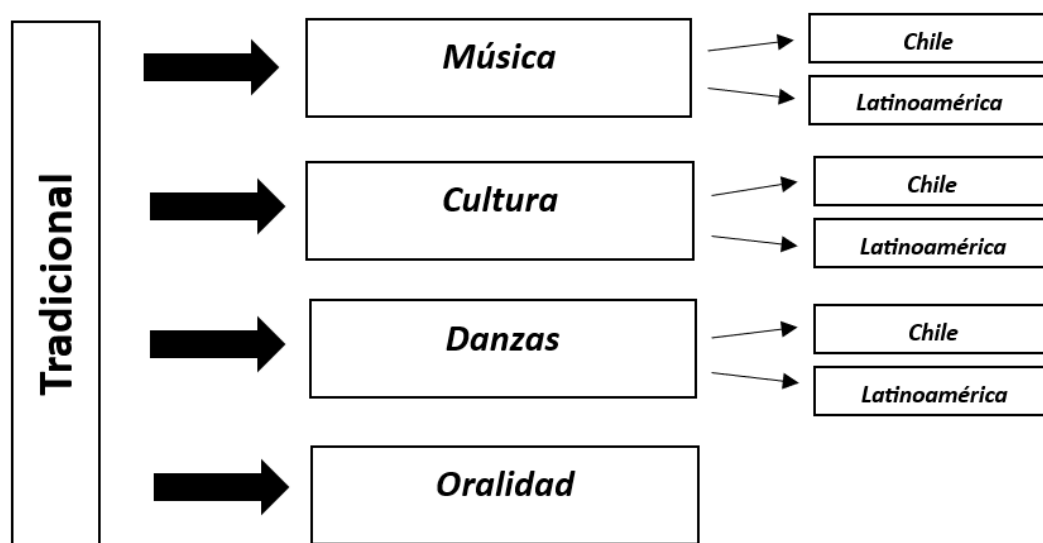 Tradicional
Música
Chile
Latinoamérica
Cultura
Chile
Latinoamérica
Danzas
Chile
Latinoamérica
Oralidad